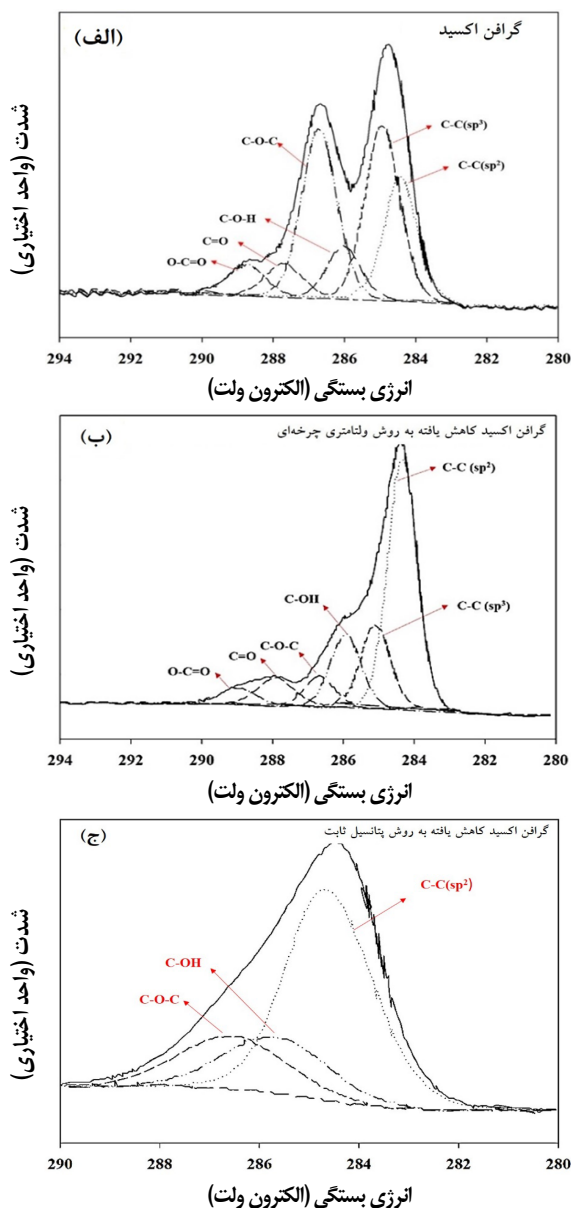 (الف)
گرافن اکسید
C-C(sp³)
C-O-C
C-C(sp²)
C-O-H
C=O
O-C=O
شدت (واحد اختیاری)
294 292 290 288 286 284 282 280
انرژی بستگی (الکترون ولت)
گرافن اکسید کاهش یافته به روش ولتامتری چرخه‌ای
(ب)
C-C (sp²)
C-OH
C-C (sp³)
C-O-C
C=O
O-C=O
شدت (واحد اختیاری)
294 292 290 288 286 284 282 280
انرژی بستگی (الکترون ولت)
گرافن اکسید کاهش یافته به روش پتانسیل ثابت
(ج)
C-C(sp²)
C-OH
C-O-C
شدت (واحد اختیاری)
290 288 286 284 282 280
انرژی بستگی (الکترون ولت)